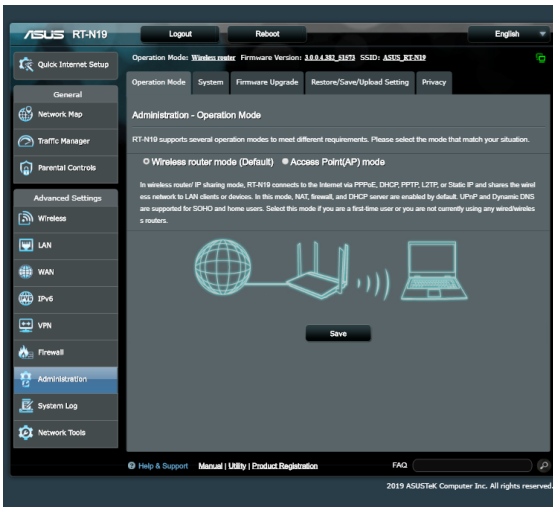 ASUS RT-N19
Logout
Reboot
English
Quick Internet Setup
Operation Mode: Wireless router Firmware Version: 3.0.0.4.382_51573 SSID: ASUS_RT-N19
Operation Mode
System
Firmware Upgrade
Restore/Save/Upload Setting
Privacy
General
Network Map
Traffic Manager
Parental Controls
Advanced Settings
Wireless
LAN
WAN
IPv6
VPN
Firewall
Administration
System Log
Network Tools
Administration - Operation Mode
RT-N19 supports several operation modes to meet different requirements. Please select the mode that match your situation.
Wireless router mode (Default)
Access Point(AP) mode
In wireless router/ IP sharing mode, RT-N19 connects to the Internet via PPPoE, DHCP, PPTP, L2TP, or Static IP and shares the wirel
ess network to LAN clients or devices. In this mode, NAT, firewall, and DHCP server are enabled by default. UPnP and Dynamic DNS
are supported for SOHO and home users. Select this mode if you are a first-time user or you are not currently using any wired/wireles
s routers.
Save
Help & Support
Manual | Utility | Product Registration
FAQ
2019 ASUSTeK Computer Inc. All rights reserved.